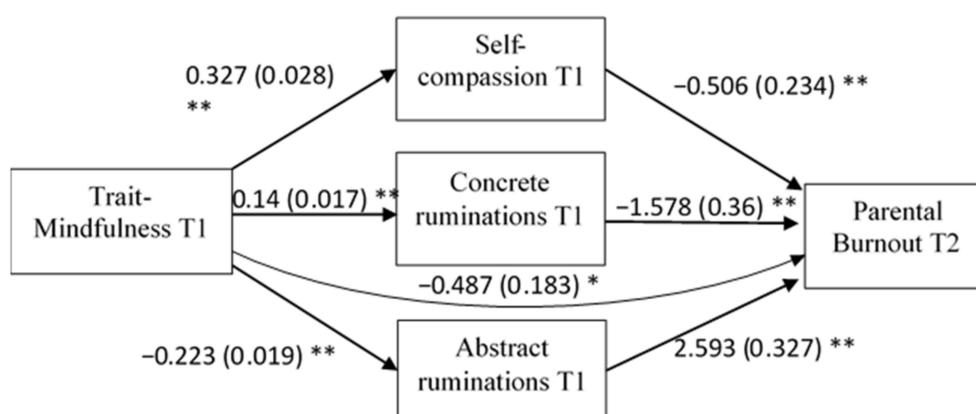 Self-
compassion T1
0.327 (0.028)
**
−0.506 (0.234) **
Trait-
Mindfulness T1
0.14 (0.017) **
Concrete
ruminations T1
−1.578 (0.36) **
Parental
Burnout T2
−0.487 (0.183) *
−0.223 (0.019) **
Abstract
ruminations T1
2.593 (0.327) **